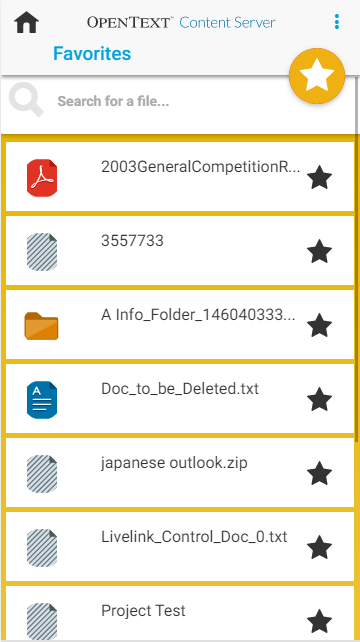 OPENTEXT™ Content Server
Favorites
Search for a file...
2003GeneralCompetitionR...
3557733
A Info_Folder_146040333...
A
Doc_to_be_Deleted.txt
japanese outlook.zip
Livelink_Control_Doc_0.txt
Project Test